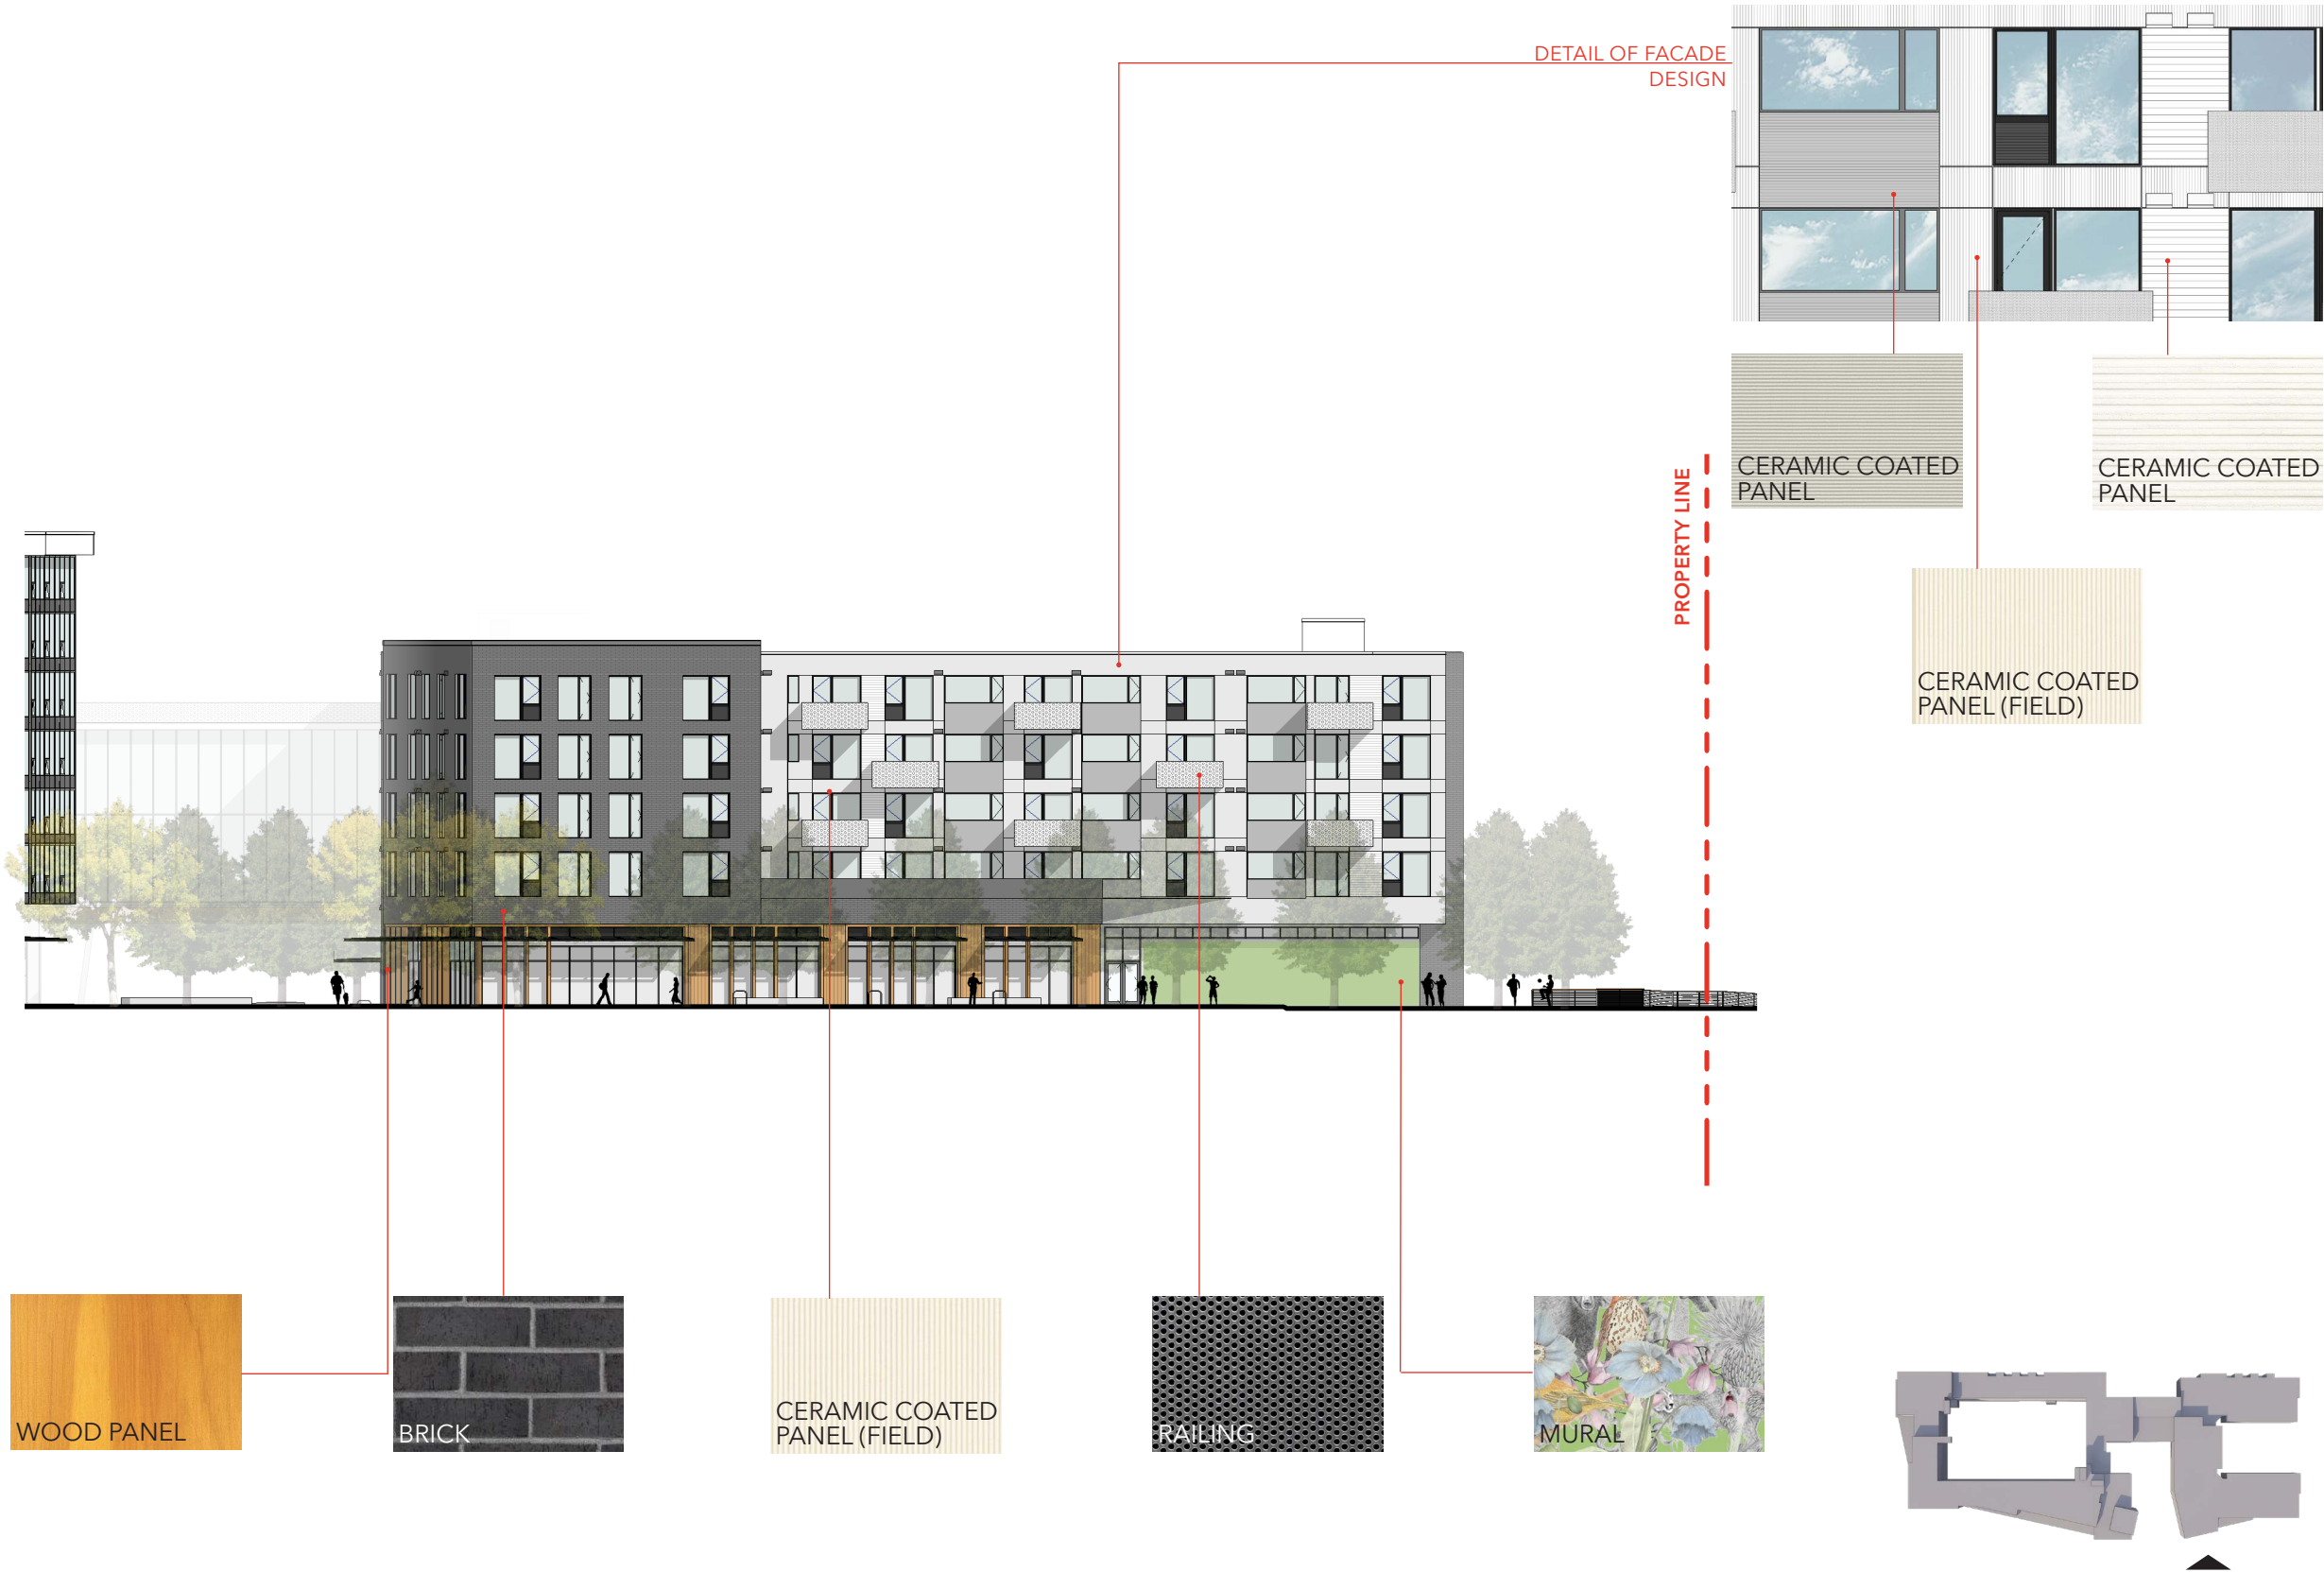 DETAIL OF FACADE
DESIGN
CERAMIC COATED
PANEL
CERAMIC COATED
PANEL
PROPERTY LINE
CERAMIC COATED
PANEL (FIELD)
WOOD PANEL
BRICK
CERAMIC COATED
PANEL (FIELD)
RAILING
MURAL